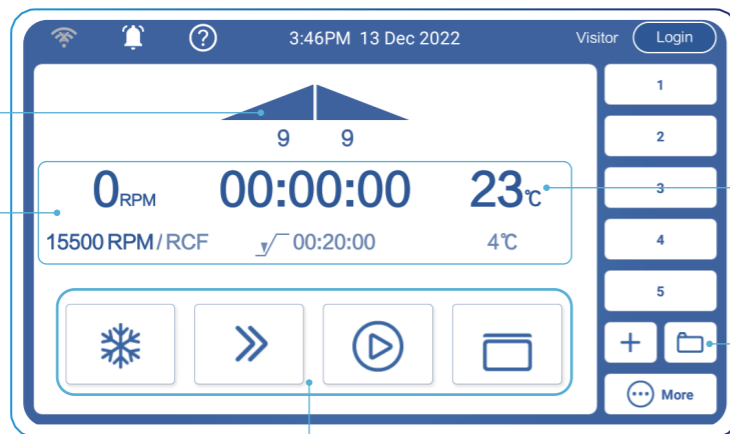 3:46PM 13 Dec 2022
Visitor
Login
9 9
0RPM 00:00:00 23℃
15500 RPM/RCF 00:20:00 4℃
1
2
3
4
5
More